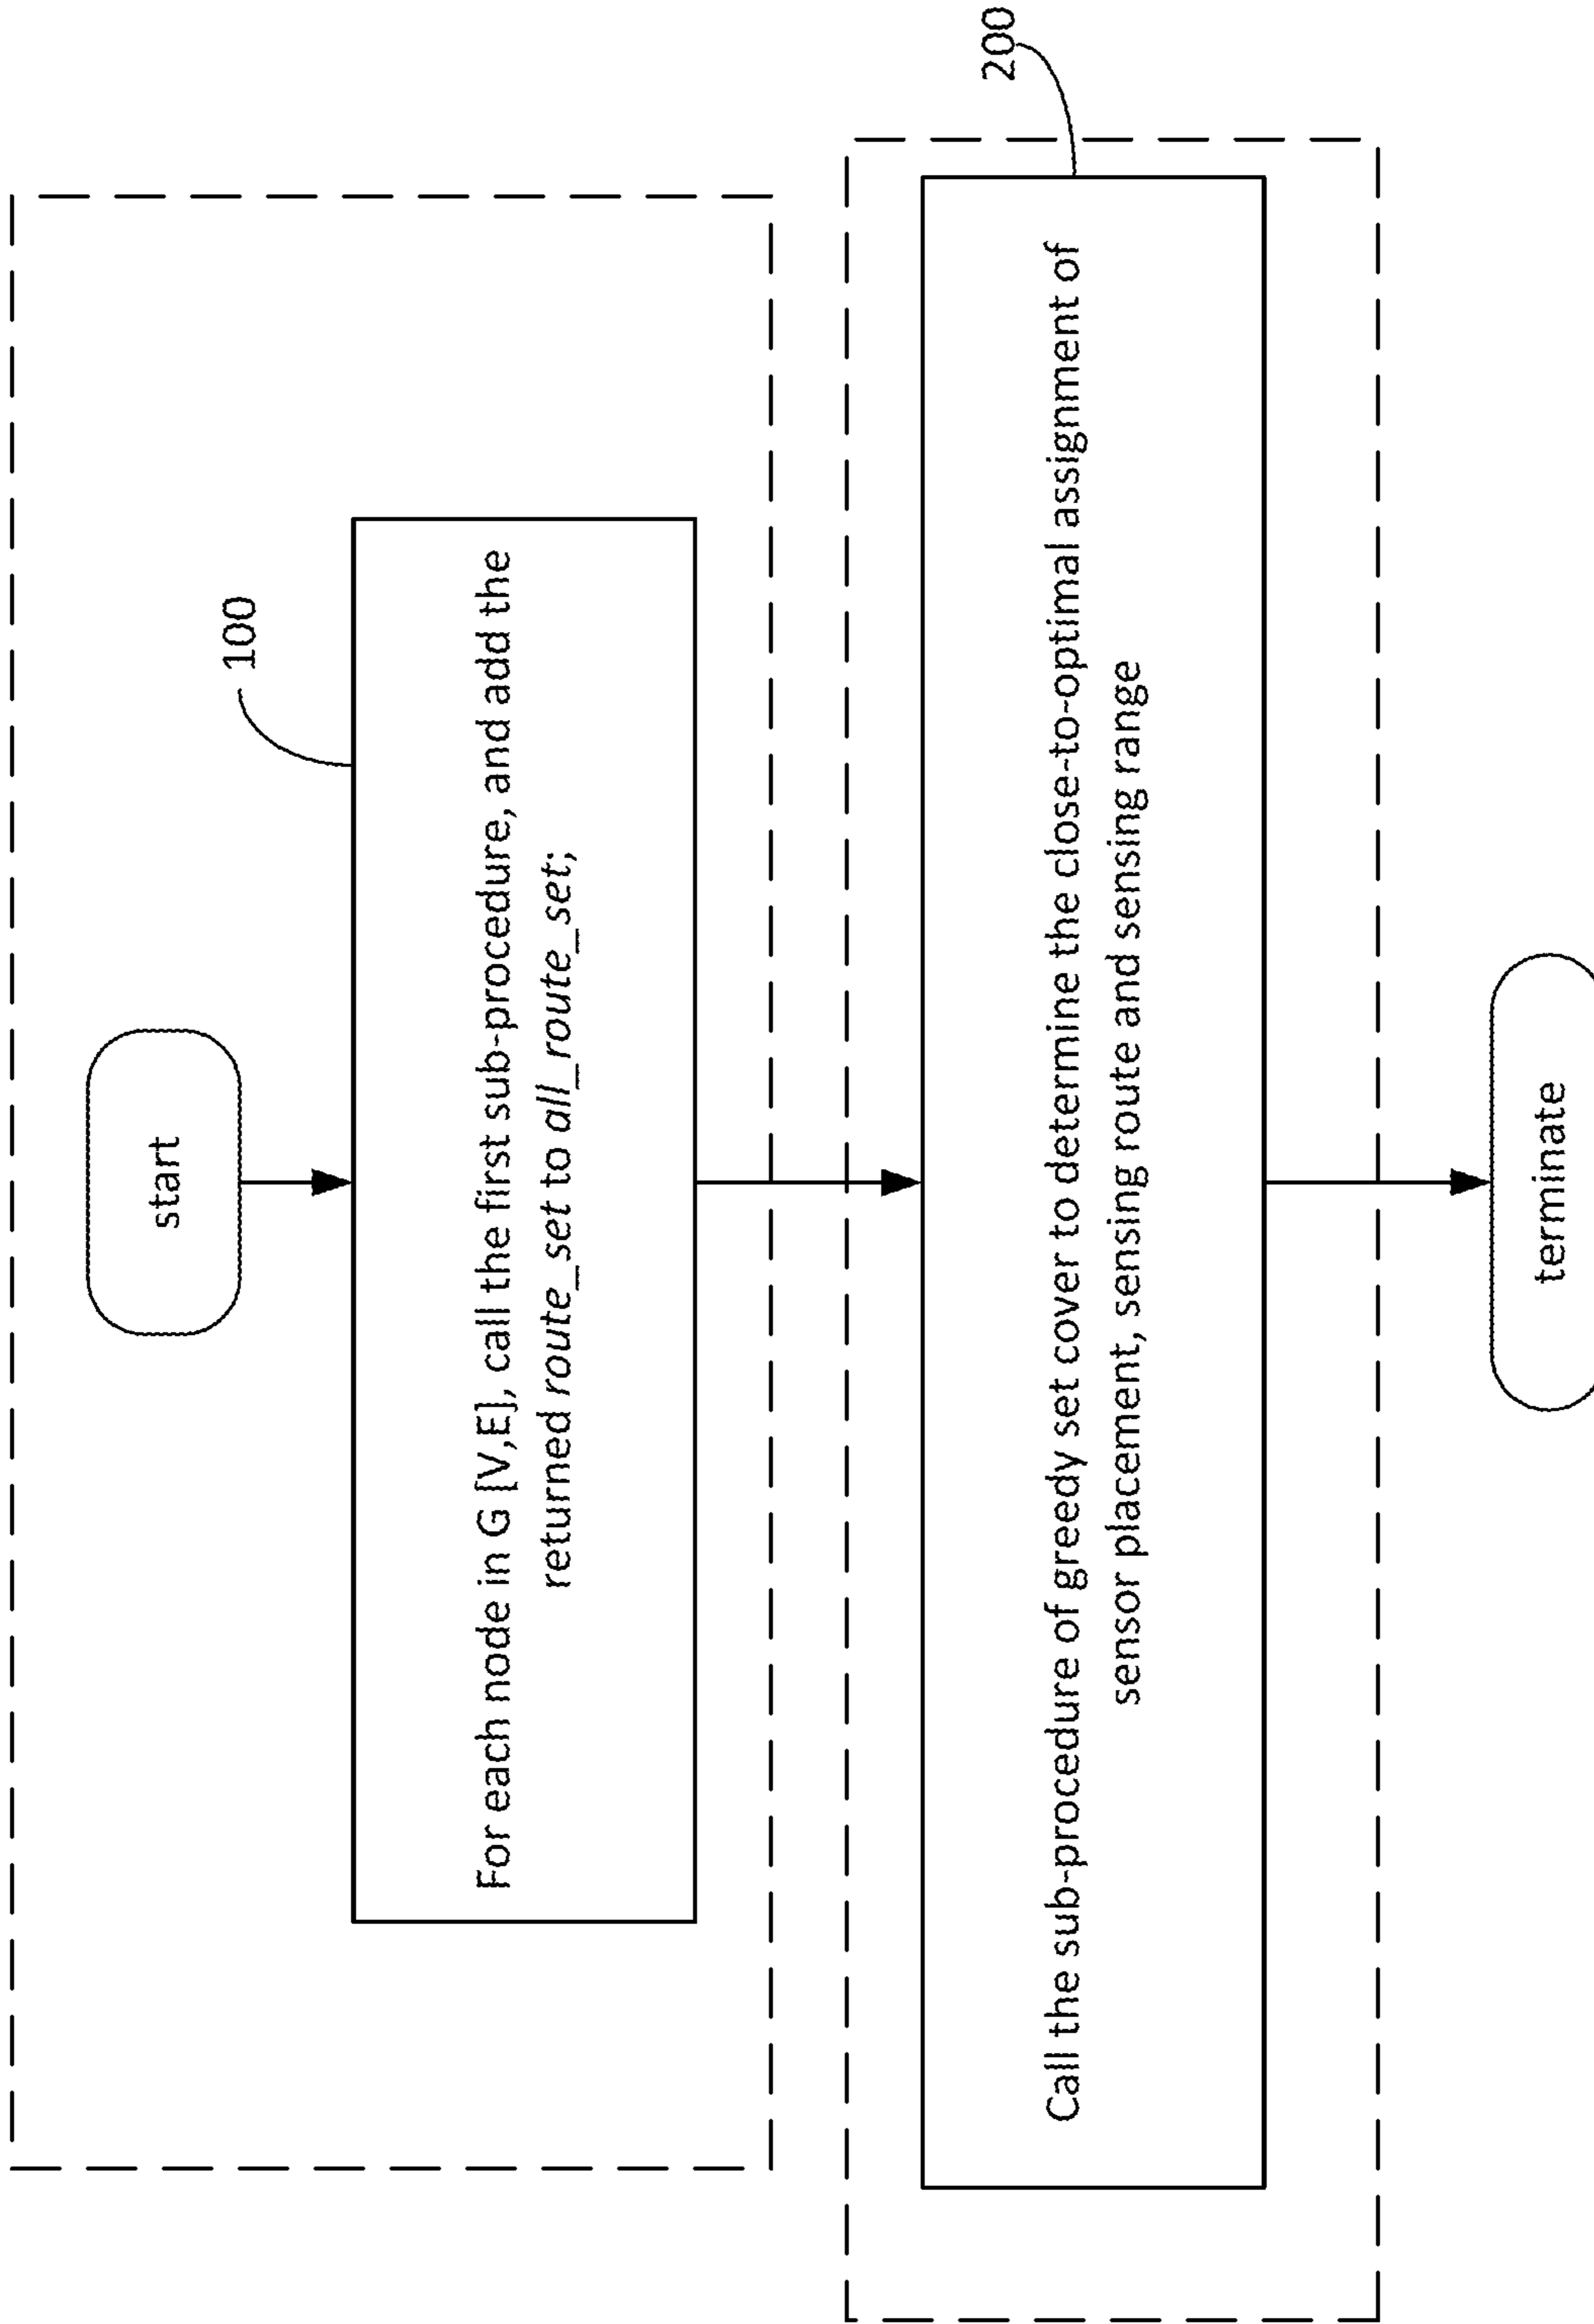 start
100
For each node in G [V,E], call the first sub-procedure, and add the
returned route_set to all_route_set;
200
Call the sub-procedure of greedy set cover to determine the close-to-optimal assignment of
sensor placement, sensing route and sensing range
terminate